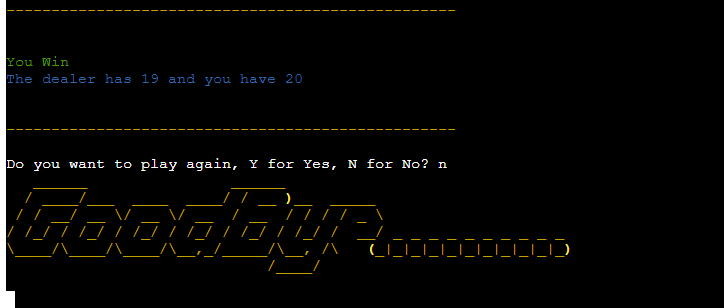 You Win
The dealer has 19 and you have 20
Do you want to play again, Y for Yes, N for No? n
Goodbye